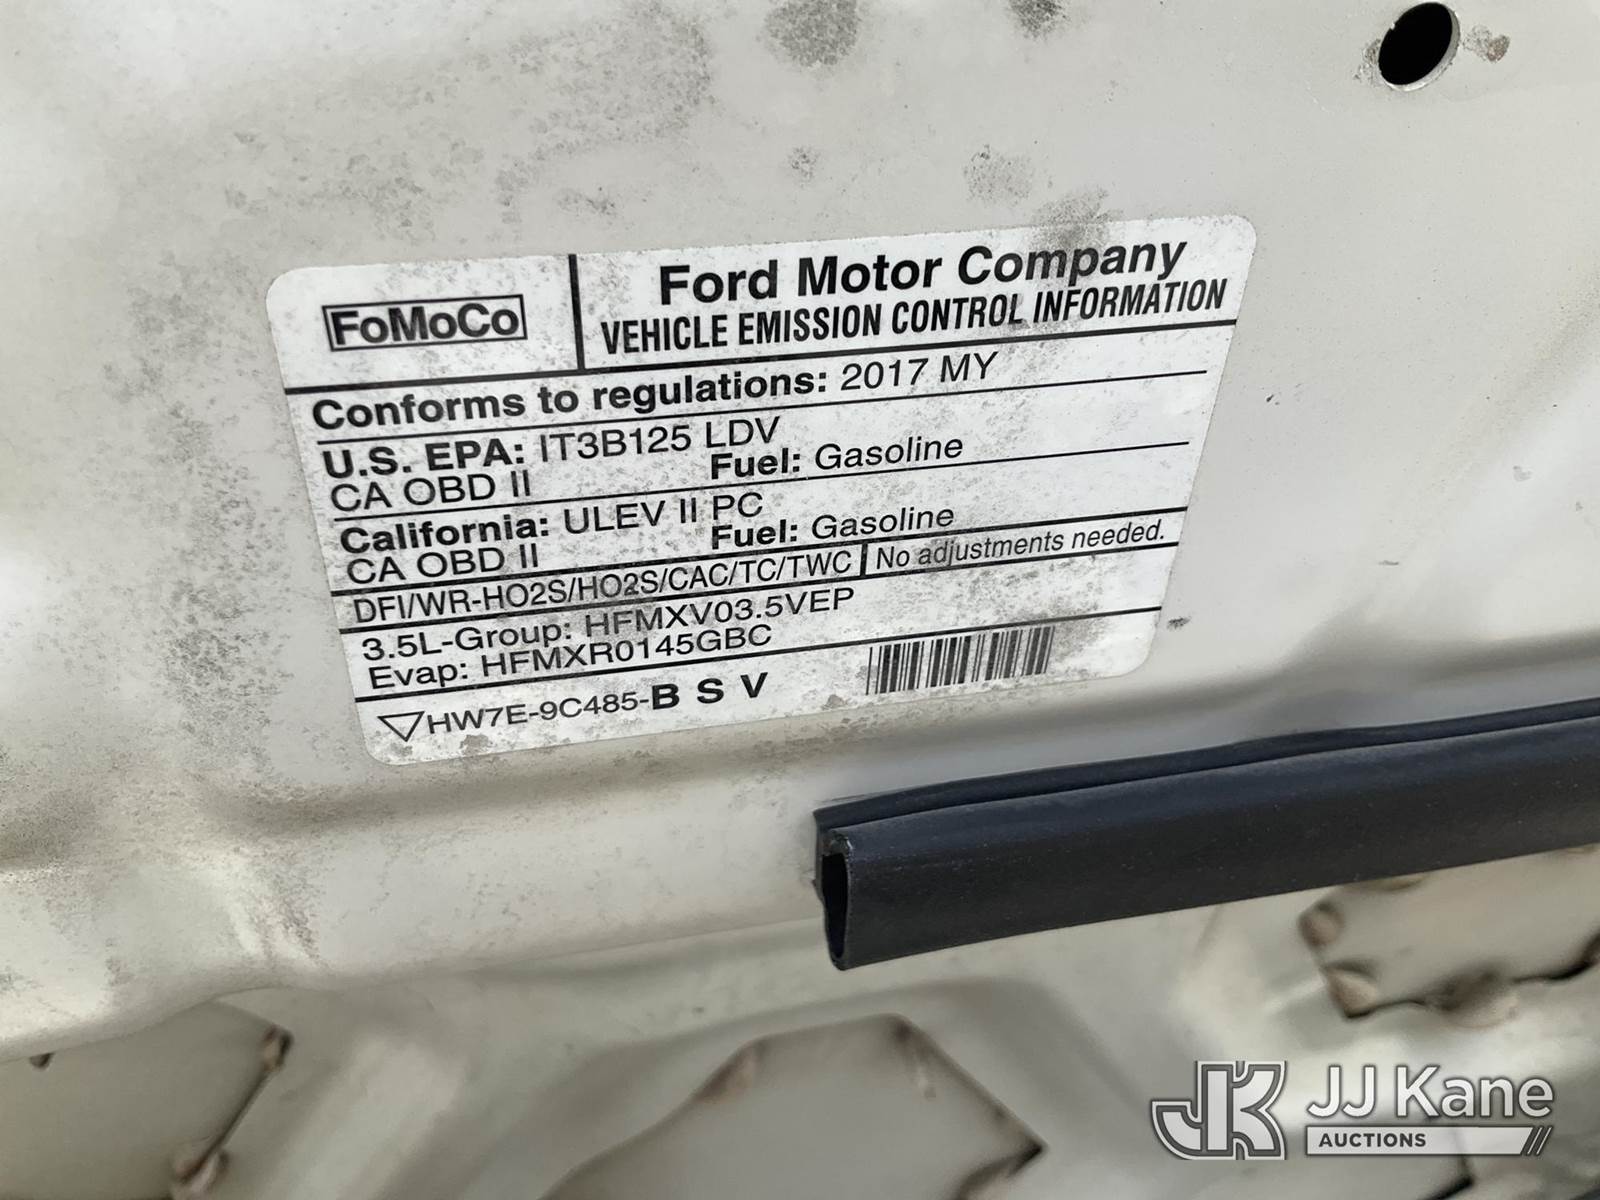 FoMoCo
Ford Motor Company
VEHICLE EMISSION CONTROL INFORMATION
Conforms to regulations: 2017 MY
U.S. EPA: IT3B125 LDV
CA OBD II Fuel: Gasoline
California: ULEV II PC
CA OBD II Fuel: Gasoline
DFI/WR-HO2S/HO2S/CAC/TC/TWC No adjustments needed.
3.5L-Group: HFMXV03.5VEP
Evap: HFMXR0145GBC
HW7E-9C485-B S V
JK JJ Kane
AUCTIONS